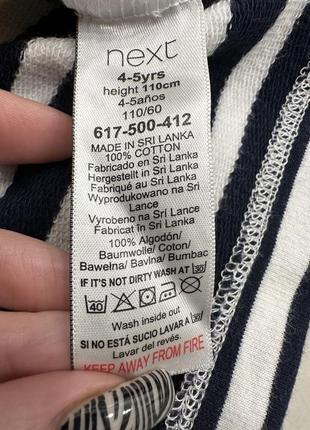 next
4-5yrs
height 110cm
4-5años
110/60
617-500-412
MADE IN SRI LANKA
100% COTTON
Fabricado en Sri Lanka
Hergestellt in Sri Lanka
Fabriqué au Sri Lanka
Wyprodukowano na Sri
Lance
Vyrobeno na Srí Lance
Fabricat în Sri Lanka
100% Algodón/
Baumwolle/ Coton/
Bawełna/ Bavlna/ Bumbac
IF IT'S NOT DIRTY WASH AT 30
40
Wash inside out
SI NO ESTÁ SUCIO LAVAR A 30
Lavar del revés.
KEEP AWAY FROM FIRE